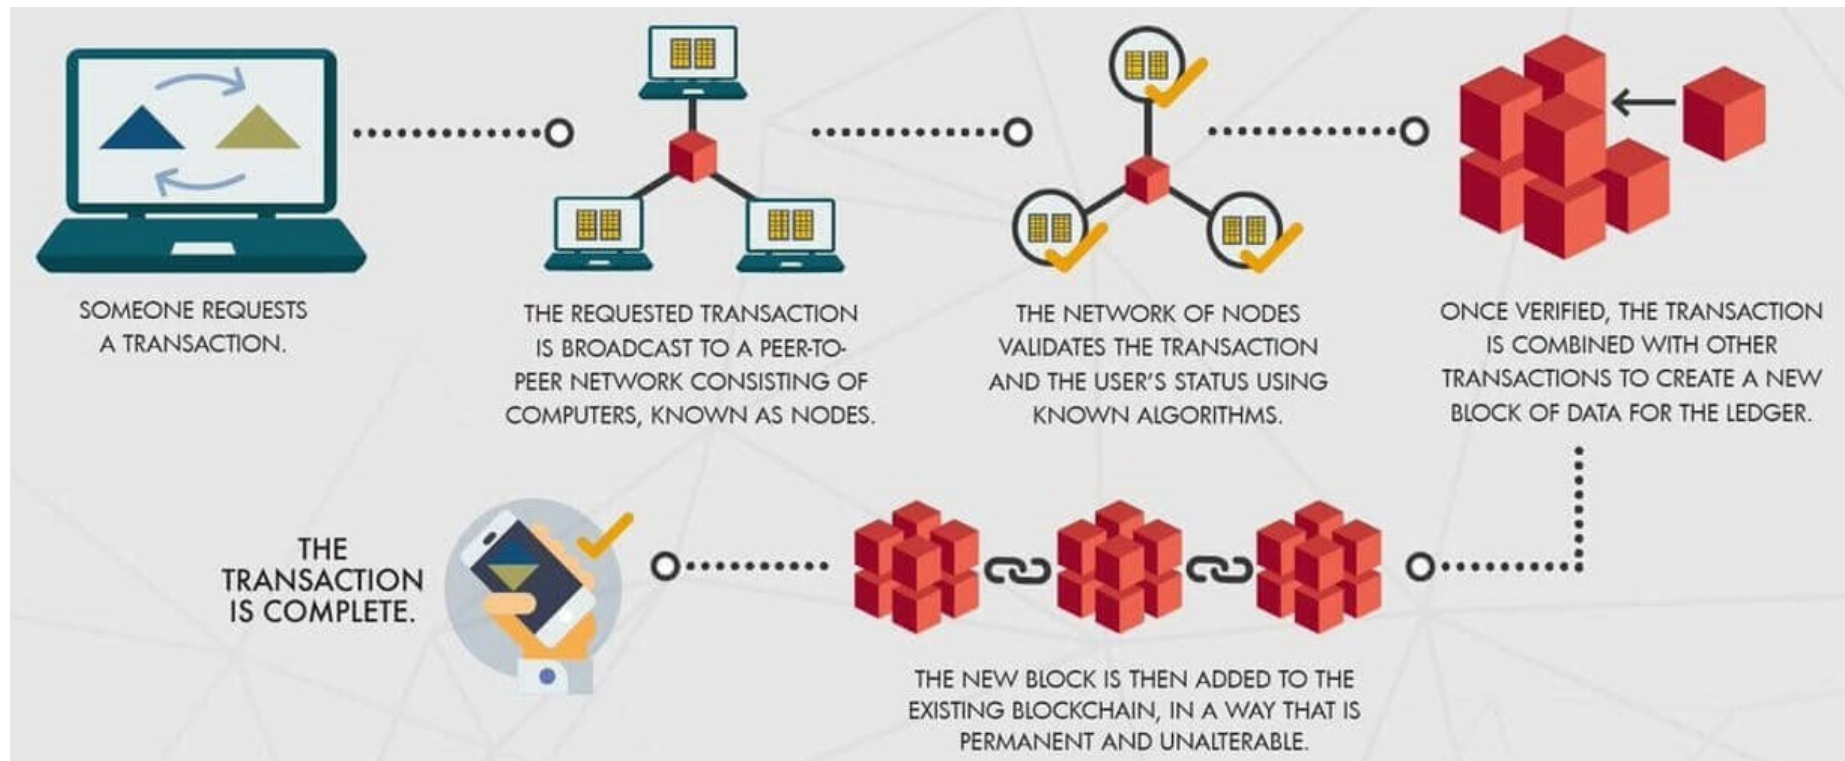 SOMEONE REQUESTS
A TRANSACTION.
THE REQUESTED TRANSACTION
IS BROADCAST TO A PEER-TO-
PEER NETWORK CONSISTING OF
COMPUTERS, KNOWN AS NODES.
THE NETWORK OF NODES
VALIDATES THE TRANSACTION
AND THE USER'S STATUS USING
KNOWN ALGORITHMS.
ONCE VERIFIED, THE TRANSACTION
IS COMBINED WITH OTHER
TRANSACTIONS TO CREATE A NEW
BLOCK OF DATA FOR THE LEDGER.
THE NEW BLOCK IS THEN ADDED TO THE
EXISTING BLOCKCHAIN, IN A WAY THAT IS
PERMANENT AND UNALTERABLE.
THE
TRANSACTION
IS COMPLETE.